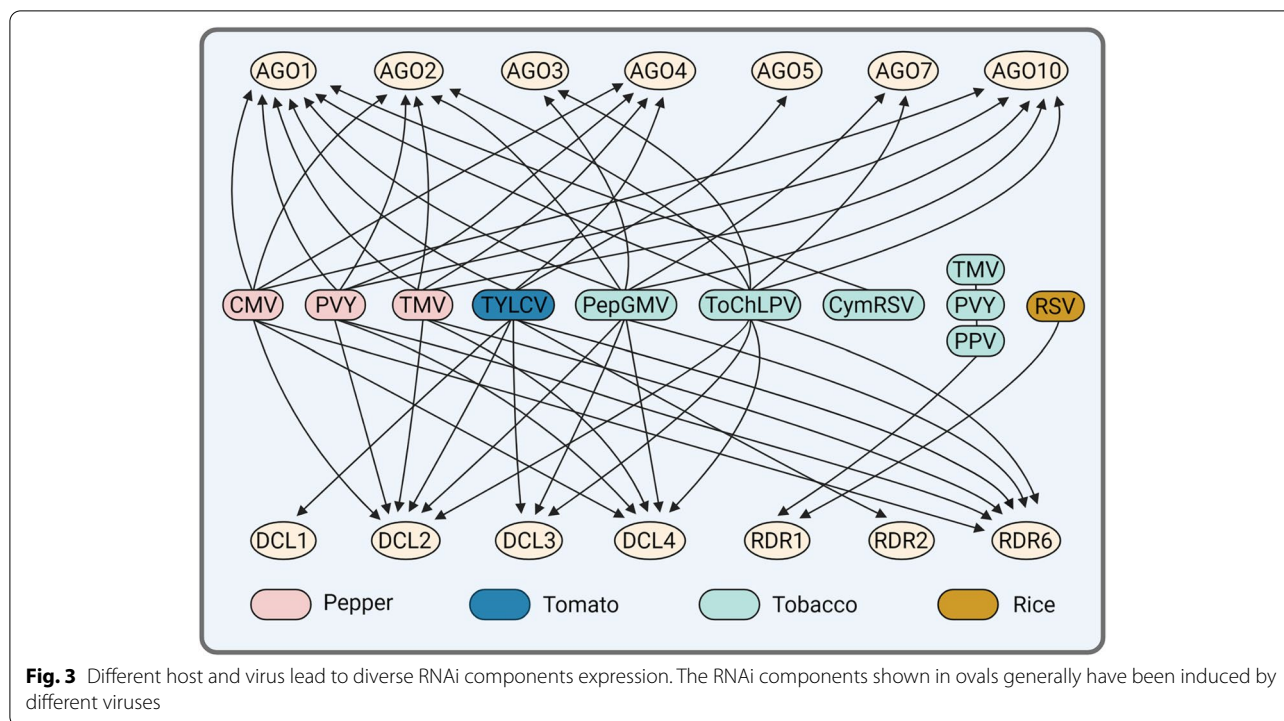 AGO1 AGO2 AGO3 AGO4 AGO5 AGO7 AGO10
TMV
CMV PVY TMV TYLCV PepGMV ToChLPV CymRSV PVY RSV
PPV
DCL1 DCL2 DCL3 DCL4 RDR1 RDR2 RDR6
Pepper Tomato Tobacco Rice
Fig. 3 Different host and virus lead to diverse RNAi components expression. The RNAi components shown in ovals generally have been induced by
different viruses